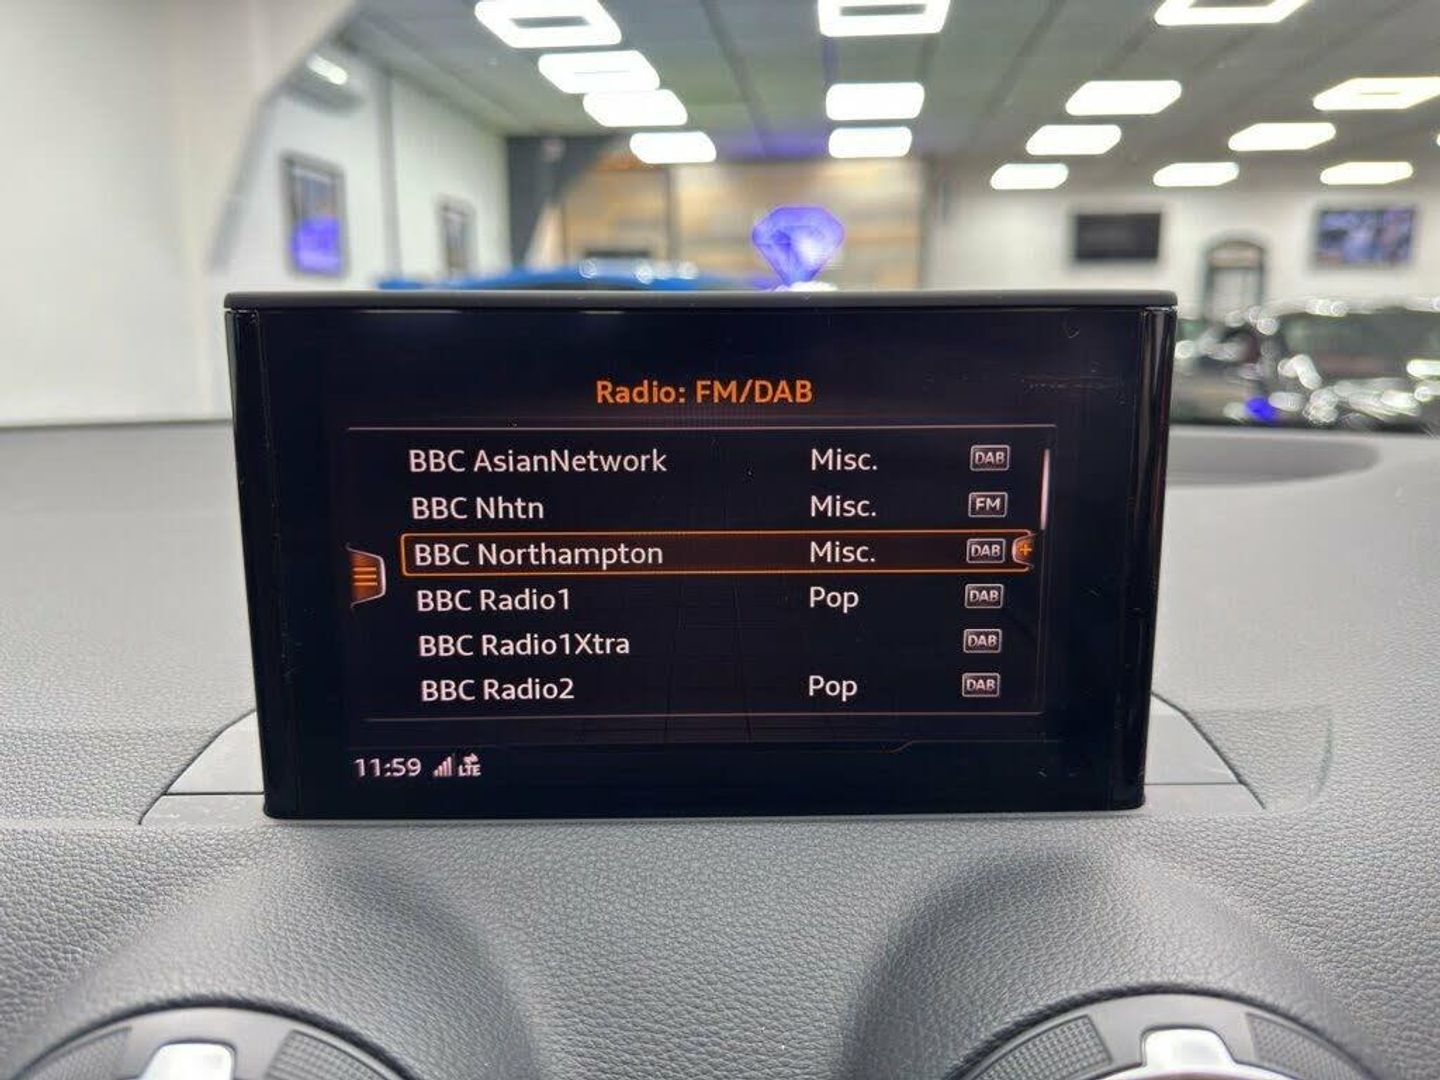 Radio: FM/DAB
BBC AsianNetwork Misc. DAB
BBC Nhtn Misc. FM
BBC Northampton Misc. DAB +
BBC Radio1 Pop DAB
BBC Radio1Xtra DAB
BBC Radio2 Pop DAB
11:59 LTE